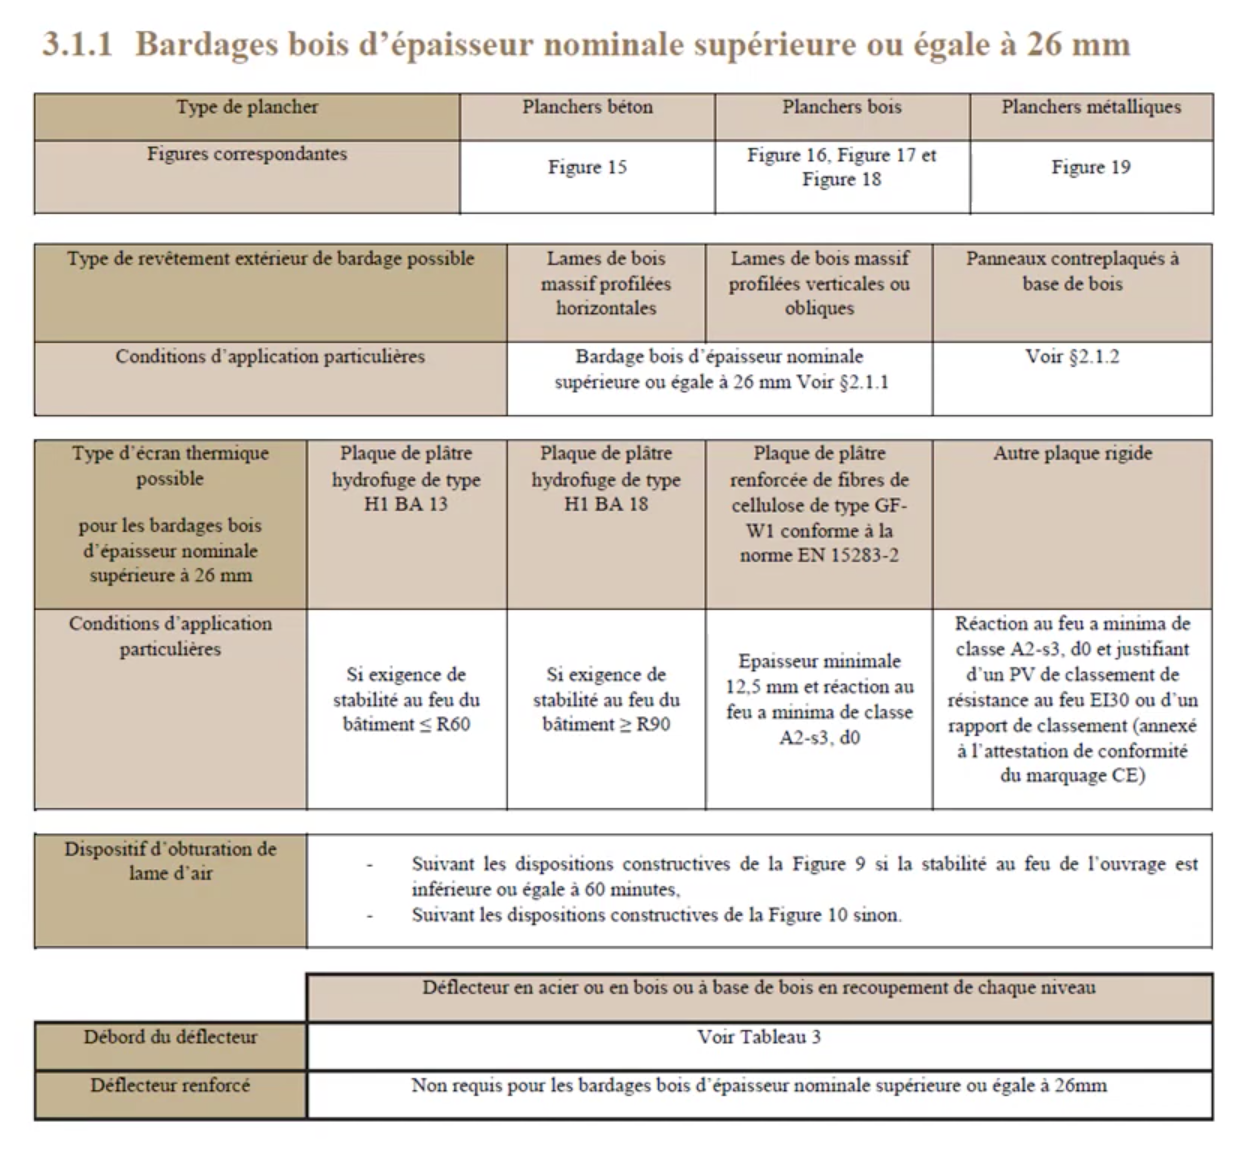 3.1.1 Bardages bois d’épaisseur nominale supérieure ou égale à 26 mm
Type de plancher
Planchers béton
Planchers bois
Planchers métalliques
Figures correspondantes
Figure 15
Figure 16, Figure 17 et
Figure 18
Figure 19
Type de revêtement extérieur de bardage possible
Lames de bois
massif profilées
horizontales
Lames de bois massif
profilées verticales ou
obliques
Panneaux contreplaqués à
base de bois
Conditions d’application particulières
Bardage bois d’épaisseur nominale
supérieure ou égale à 26 mm Voir §2.1.1
Voir §2.1.2
Type d’écran thermique
possible
pour les bardages bois
d’épaisseur nominale
supérieure à 26 mm
Plaque de plâtre
hydrofuge de type
H1 BA 13
Plaque de plâtre
hydrofuge de type
H1 BA 18
Plaque de plâtre
renforcée de fibres de
cellulose de type GF-
W1 conforme à la
norme EN 15283-2
Autre plaque rigide
Conditions d’application
particulières
Si exigence de
stabilité au feu du
bâtiment ≤ R60
Si exigence de
stabilité au feu du
bâtiment ≥ R90
Epaisseur minimale
12,5 mm et réaction au
feu a minima de classe
A2-s3, d0
Réaction au feu a minima de
classe A2-s3, d0 et justifiant
d’un PV de classement de
résistance au feu EI30 ou d’un
rapport de classement (annexé
à l’attestation de conformité
du marquage CE)
Dispositif d’obturation de
lame d’air
- Suivant les dispositions constructives de la Figure 9 si la stabilité au feu de l’ouvrage est
inférieure ou égale à 60 minutes,
- Suivant les dispositions constructives de la Figure 10 sinon.
Déflecteur en acier ou en bois ou à base de bois en recoupement de chaque niveau
Débord du déflecteur
Voir Tableau 3
Déflecteur renforcé
Non requis pour les bardages bois d’épaisseur nominale supérieure ou égale à 26mm